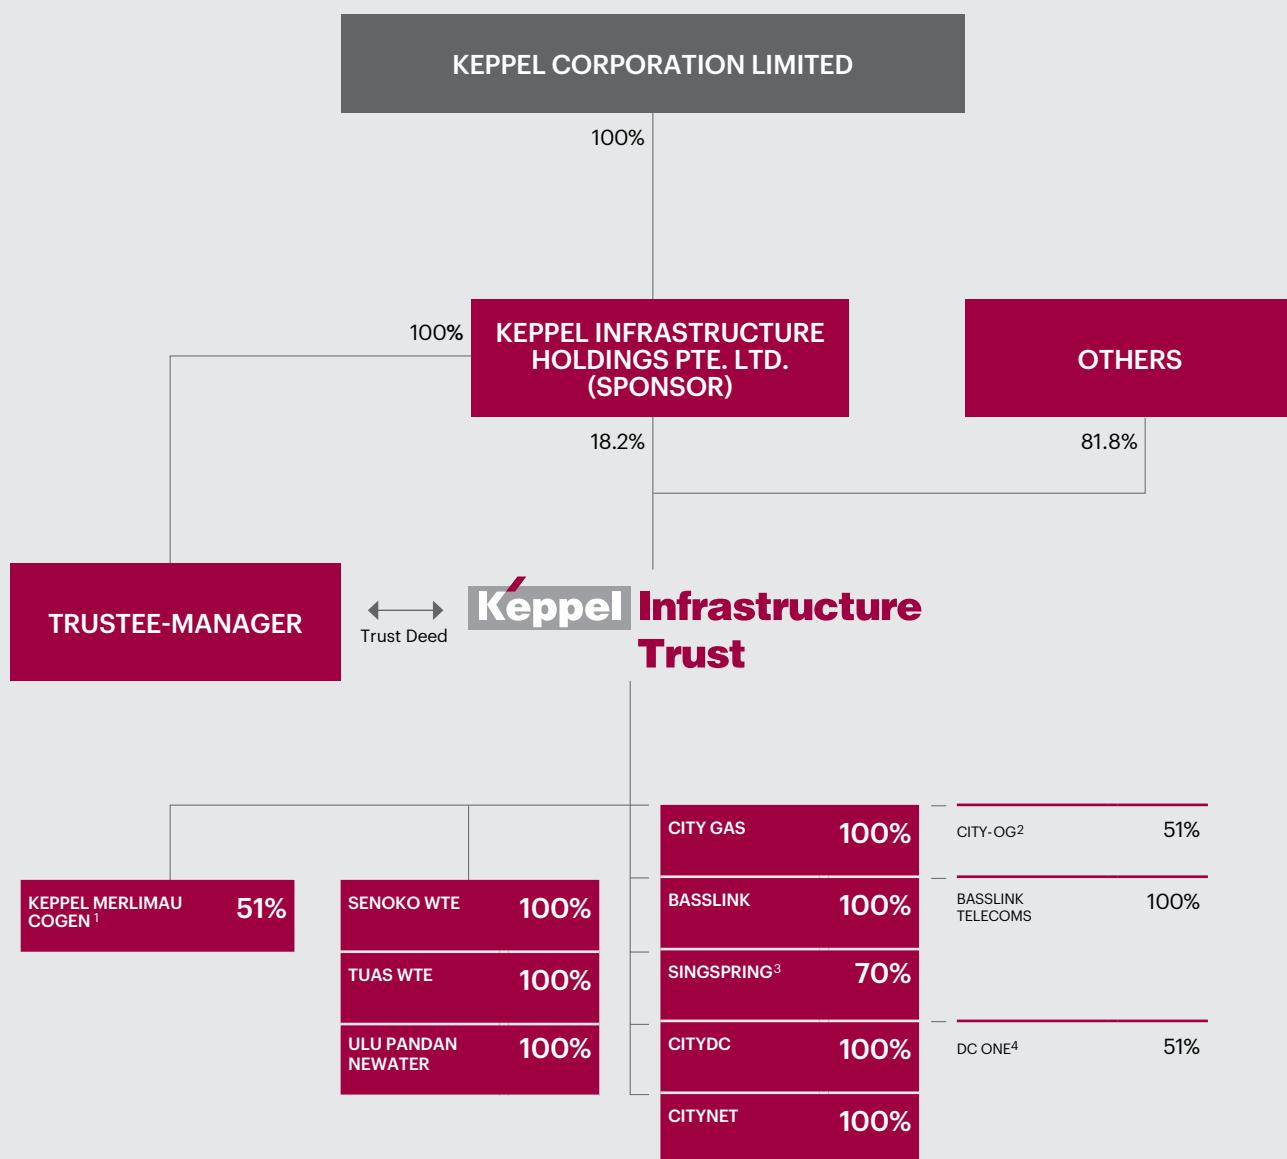 KEPPEL CORPORATION LIMITED
100%
100%
KEPPEL INFRASTRUCTURE
HOLDINGS PTE. LTD.
(SPONSOR)
OTHERS
18.2%
81.8%
TRUSTEE-MANAGER
Trust Deed
Keppel Infrastructure
Trust
KEPPEL MERLIMAU
COGEN 1
51%
SENOKO WTE
100%
TUAS WTE
100%
ULU PANDAN
NEWATER
100%
CITY GAS
100%
CITY-OG2
51%
BASSLINK
100%
BASSLINK
TELECOMS
100%
SINGSPRING3
70%
CITYDC
100%
DC ONE4
51%
CITYNET
100%